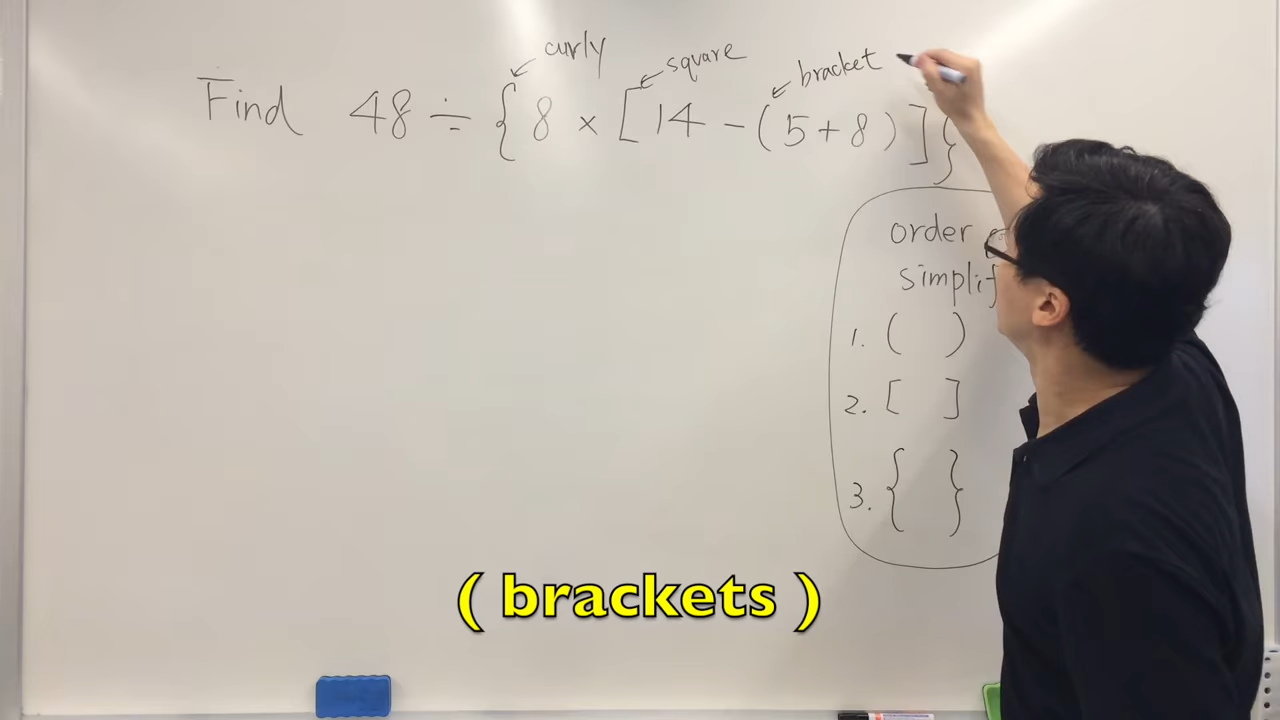 curly square bracket
Find 48 ÷ { 8 × [ 14 - ( 5 + 8 ) ] }
order
simplif
1. ( )
2. [ ]
3. { }
( brackets )